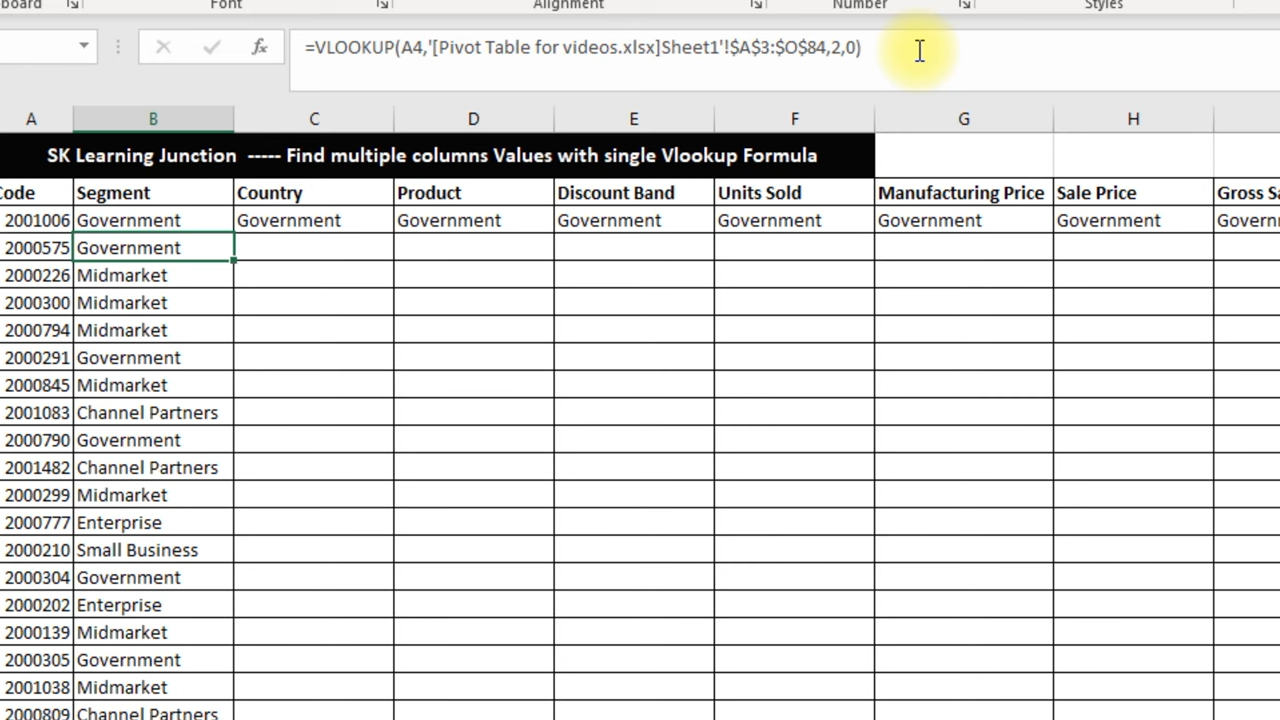 board Font Alignment Number Styles
fx =VLOOKUP(A4,'[Pivot Table for videos.xlsx]Sheet1'!$A$3:$O$84,2,0)
A B C D E F G H
SK Learning Junction ----- Find multiple columns Values with single Vlookup Formula
Code Segment Country Product Discount Band Units Sold Manufacturing Price Sale Price Gross Sa
2001006 Government Government Government Government Government Government Government Governm
2000575 Government
2000226 Midmarket
2000300 Midmarket
2000794 Midmarket
2000291 Government
2000845 Midmarket
2001083 Channel Partners
2000790 Government
2001482 Channel Partners
2000299 Midmarket
2000777 Enterprise
2000210 Small Business
2000304 Government
2000202 Enterprise
2000139 Midmarket
2000305 Government
2001038 Midmarket
2000809 Channel Partners